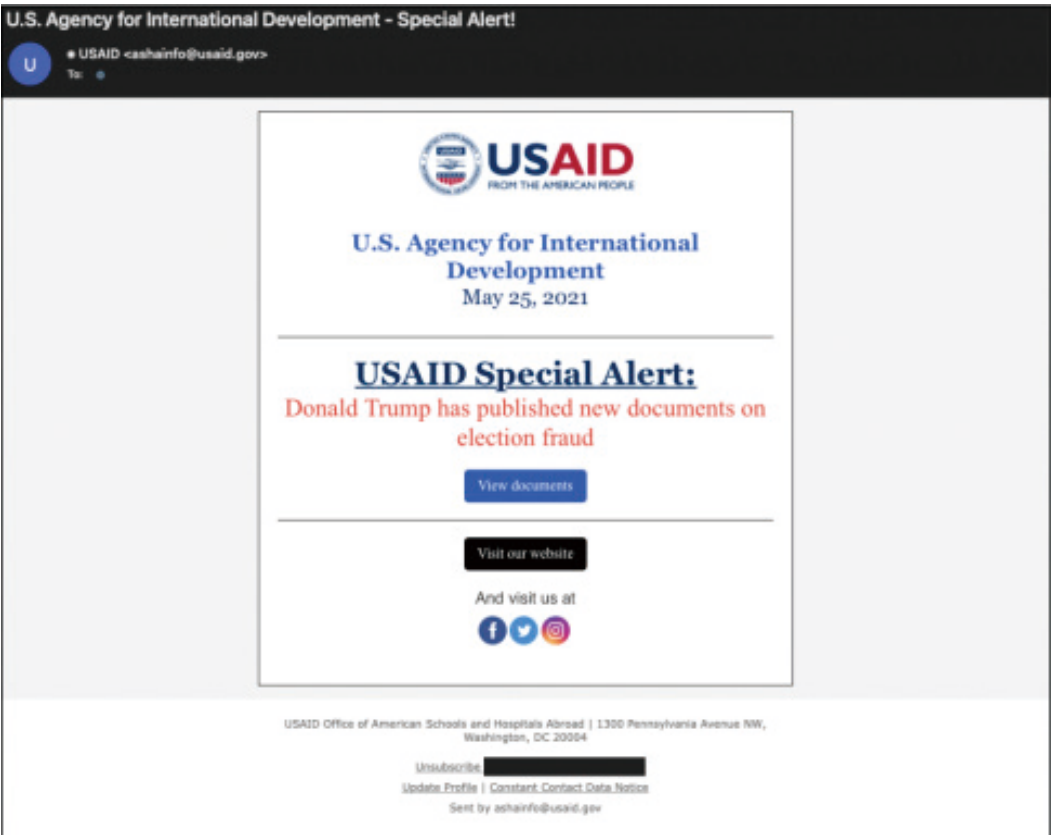 U.S. Agency for International Development - Special Alert!
U
USAID <ashainfo@usaid.gov>
To:
USAID
FROM THE AMERICAN PEOPLE
U.S. Agency for International
Development
May 25, 2021
USAID Special Alert:
Donald Trump has published new documents on
election fraud
View documents
Visit our website
And visit us at
USAID Office of American Schools and Hospitals Abroad | 1300 Pennsylvania Avenue NW,
Washington, DC 20004
Unsubscribe
Update Profile | Constant Contact Data Notice
Sent by ashainfo@usaid.gov